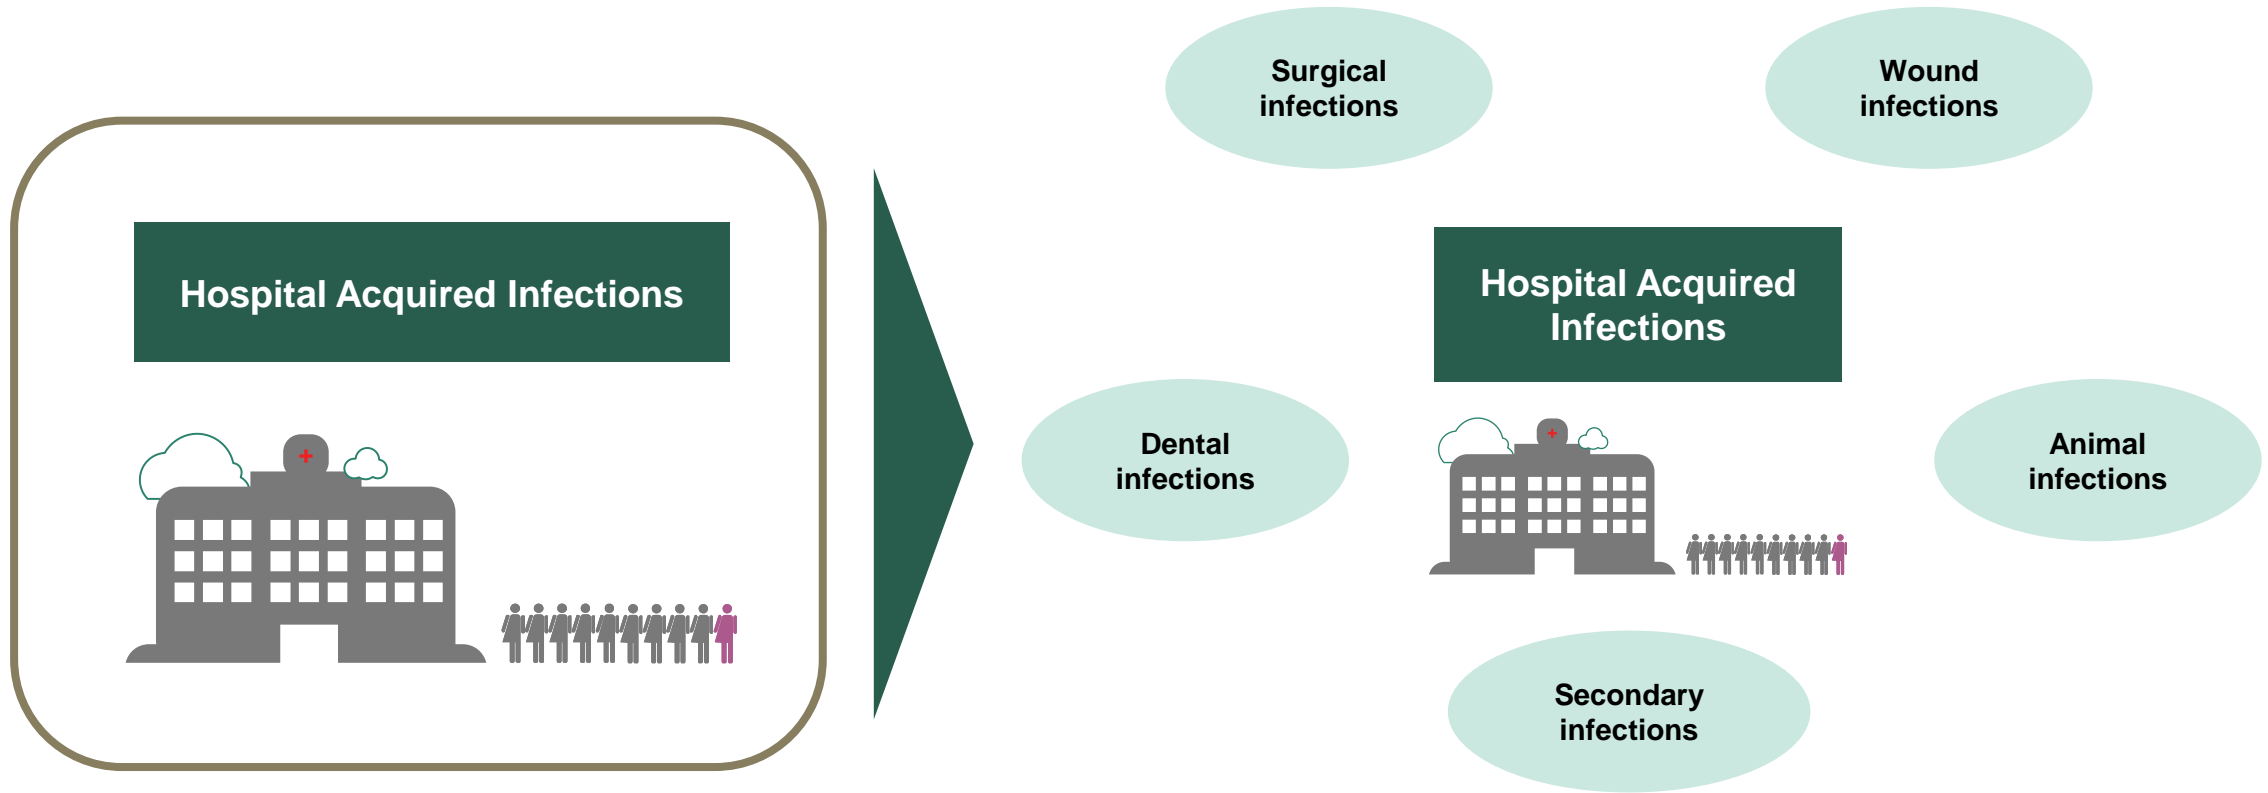 Hospital Acquired Infections
Surgical
infections
Wound
infections
Hospital Acquired
Infections
Dental
infections
Animal
infections
Secondary
infections